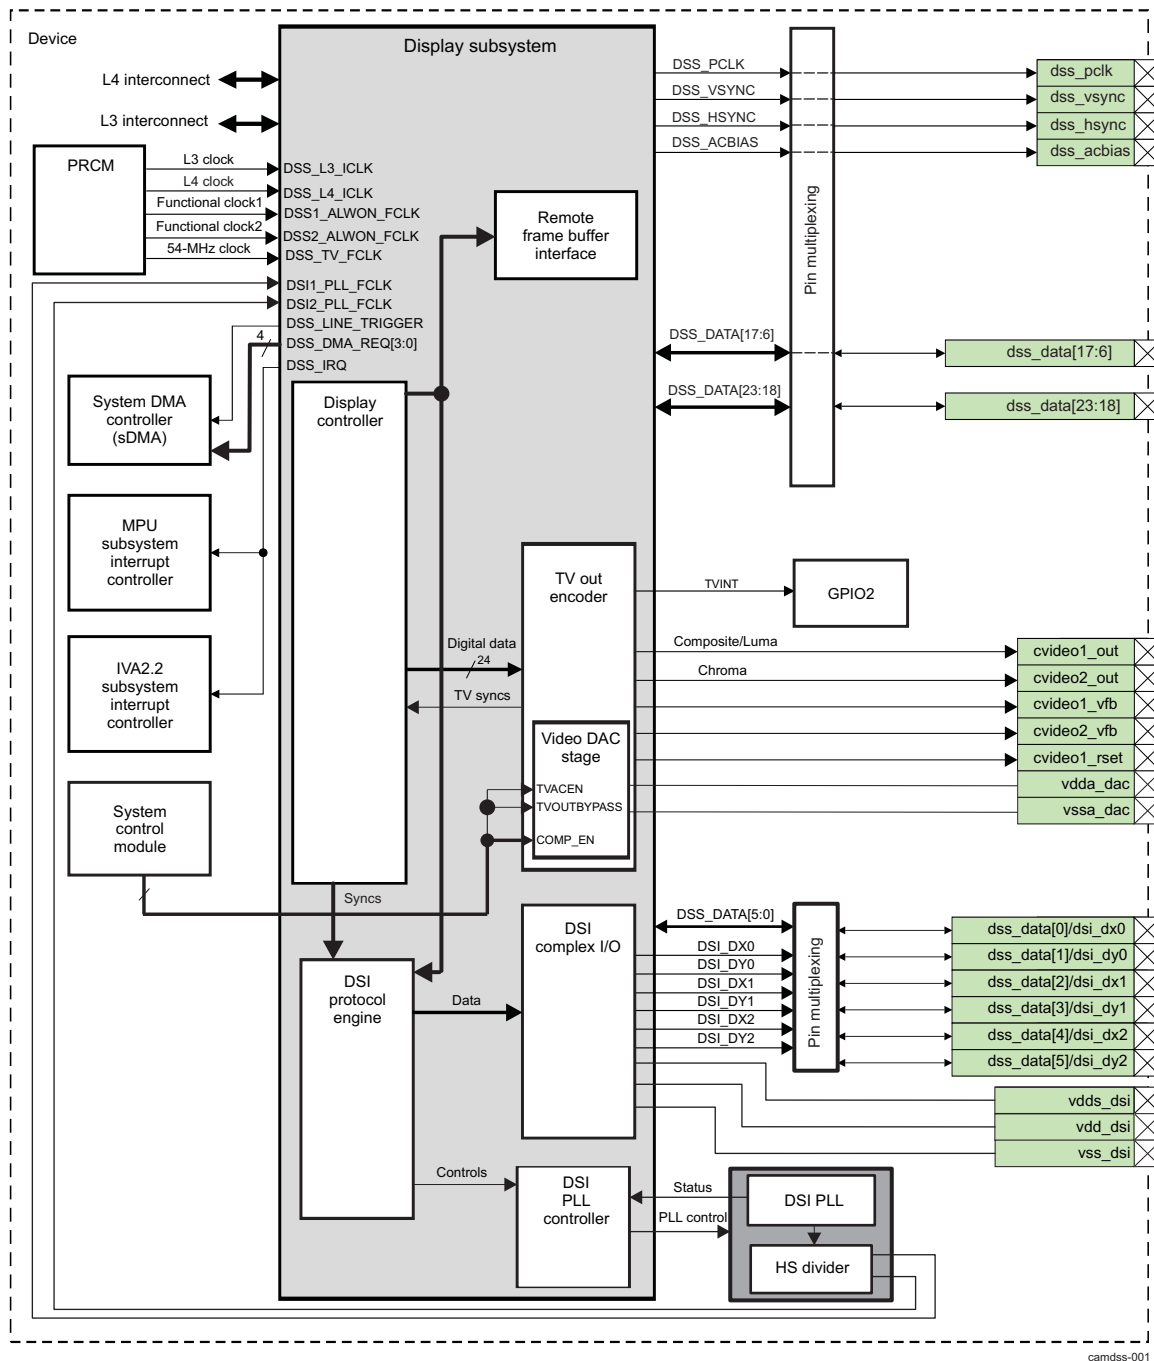 Device
Display subsystem
L4 interconnect
L3 interconnect
PRCM
L3 clock
L4 clock
Functional clock1
Functional clock2
54-MHz clock
DSS_L3_ICLK
DSS_L4_ICLK
DSS1_ALWON_FCLK
DSS2_ALWON_FCLK
DSS_TV_FCLK
DSI1_PLL_FCLK
DSI2_PLL_FCLK
DSS_LINE_TRIGGER
4
DSS_DMA_REQ[3:0]
DSS_IRQ
Remote
frame buffer
interface
DSS_PCLK
DSS_VSYNC
DSS_HSYNC
DSS_ACBIAS
Pin multiplexing
dss_pclk
dss_vsync
dss_hsync
dss_acbias
DSS_DATA[17:6]
dss_data[17:6]
DSS_DATA[23:18]
dss_data[23:18]
System DMA
controller
(sDMA)
Display
controller
MPU
subsystem
interrupt
controller
IVA2.2
subsystem
interrupt
controller
System
control
module
TV out
encoder
Digital data
24
TV syncs
Video DAC
stage
TVACEN
TVOUTBYPASS
COMP_EN
TVINT
GPIO2
Composite/Luma
Chroma
cvideo1_out
cvideo2_out
cvideo1_vfb
cvideo2_vfb
cvideo1_rset
vdda_dac
vssa_dac
Syncs
DSI
protocol
engine
Data
DSI
complex I/O
DSS_DATA[5:0]
DSI_DX0
DSI_DY0
DSI_DX1
DSI_DY1
DSI_DX2
DSI_DY2
Pin multiplexing
dss_data[0]/dsi_dx0
dss_data[1]/dsi_dy0
dss_data[2]/dsi_dx1
dss_data[3]/dsi_dy1
dss_data[4]/dsi_dx2
dss_data[5]/dsi_dy2
vdds_dsi
vdd_dsi
vss_dsi
Controls
DSI
PLL
controller
Status
PLL control
DSI PLL
HS divider
camdss-001